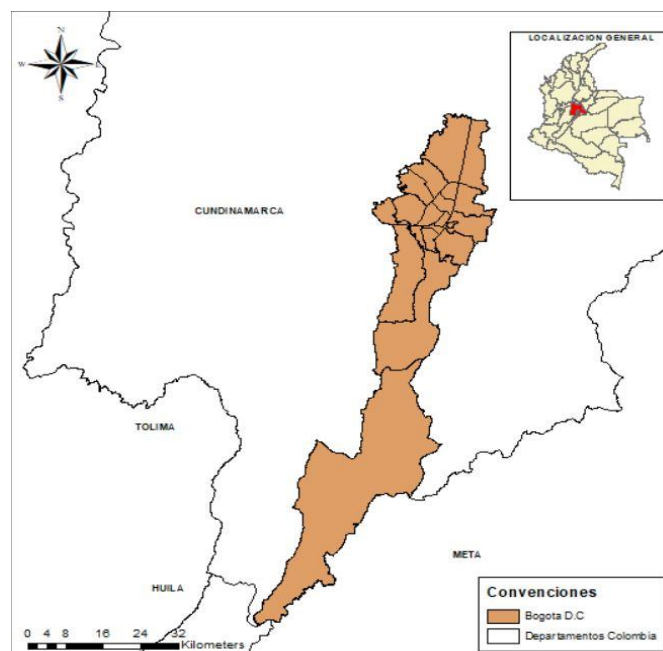 N
W E
S
LOCALIZACION GENERAL
CUNDINAMARCA
TOLIMA
META
HUILA
Convenciones
Bogota D.C
Departamentos Colombia
0 4 8 16 24 32
Kilometers